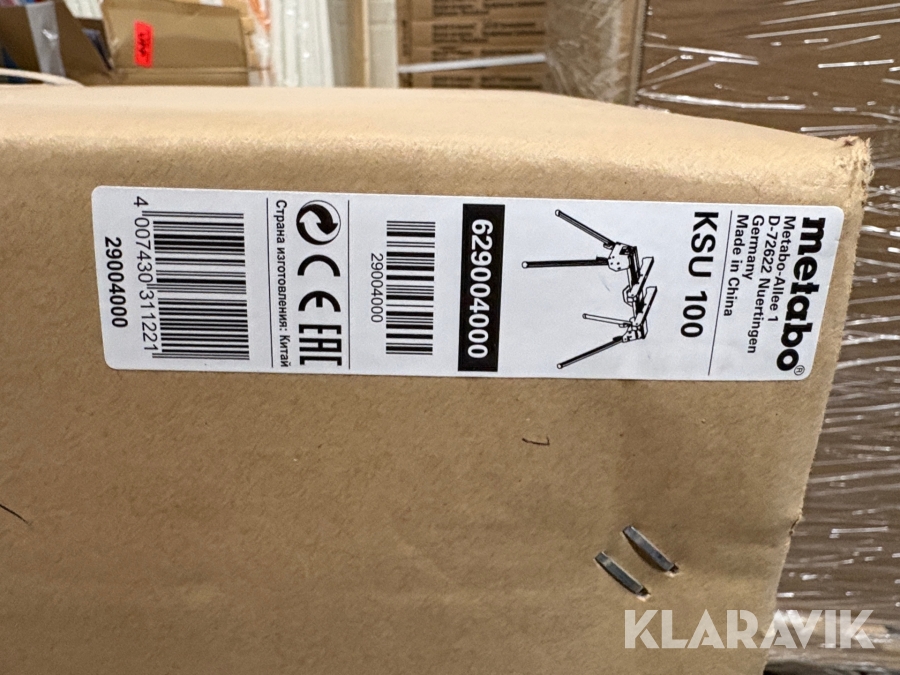 metabo®
Metabo-Allee 1
D-72622 Nuertingen
Germany
Made in China
KSU 100
629004000
29004000
CE EAC
Страна изготовления: Китай
4 007430 311221
29004000
KLARAVIK